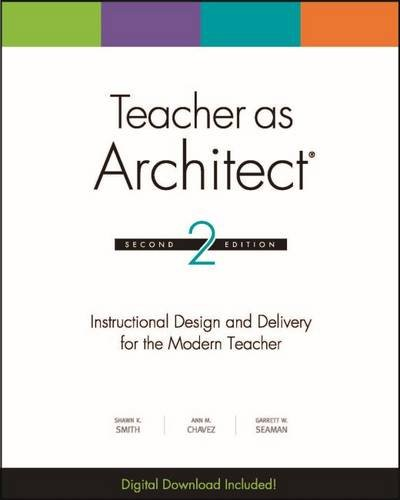 Teacher as
Architect®
SECOND 2 EDITION
Instructional Design and Delivery
for the Modern Teacher
SHAWN K. ANN M. GARRETT W.
SMITH CHAVEZ SEAMAN
Digital Download Included!